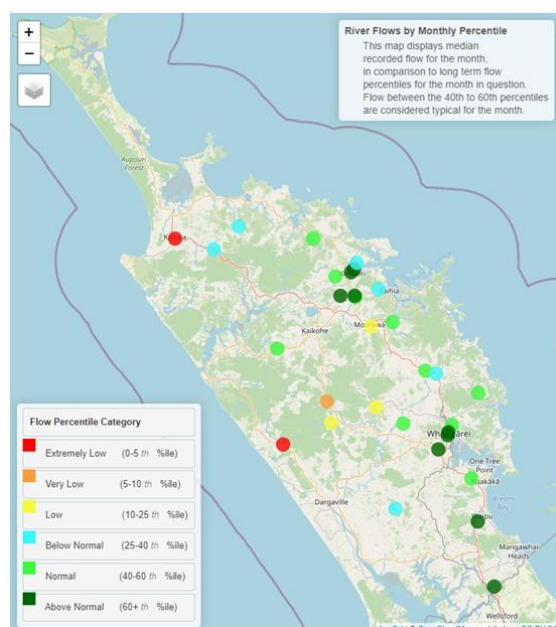 +
−
River Flows by Monthly Percentile
This map displays median
recorded flow for the month,
in comparison to long term flow
percentiles for the month in question.
Flow between the 40th to 60th percentiles
are considered typical for the month.
Aupouri
Forest
Kaikohe
One Tree
Point
Dargaville
Bream
Bay
Mangawhai
Heads
Wellsford
Flow Percentile Category
Extremely Low (0-5 th %ile)
Very Low (5-10 th %ile)
Low (10-25 th %ile)
Below Normal (25-40 th %ile)
Normal (40-60 th %ile)
Above Normal (60+ th %ile)